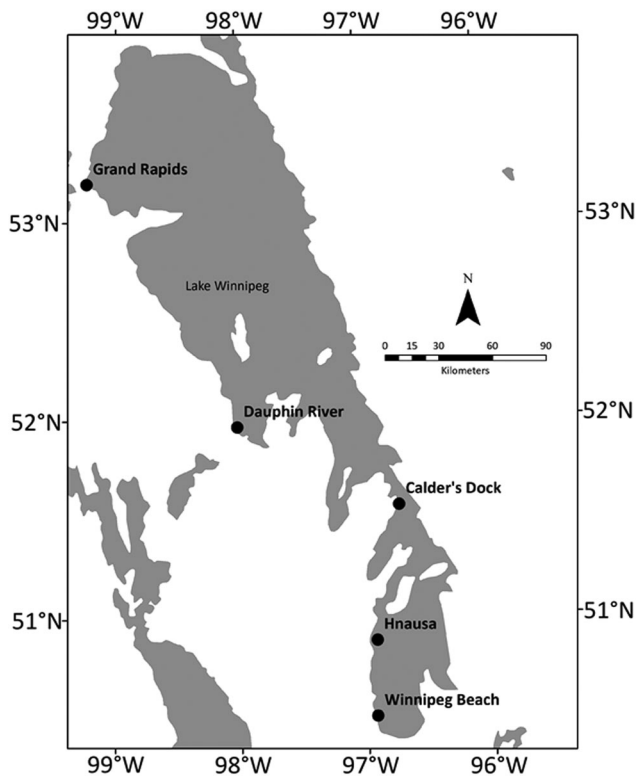 99°W 98°W 97°W 96°W
Grand Rapids
53°N 53°N
Lake Winnipeg
N
0 15 30 60 90
Kilometers
52°N 52°N
Dauphin River
Calder's Dock
51°N 51°N
Hnausa
Winnipeg Beach
99°W 98°W 97°W 96°W